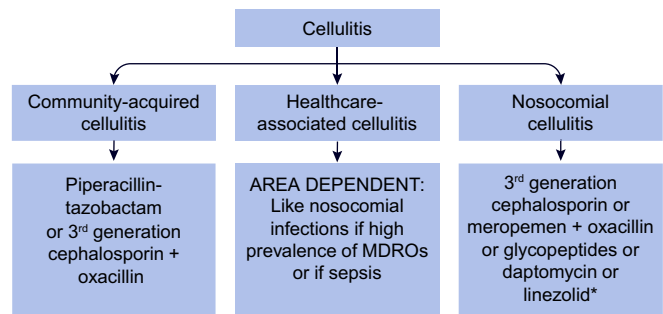 Cellulitis
Community-acquired
cellulitis
Healthcare-
associated cellulitis
Nosocomial
cellulitis
Piperacillin-
tazobactam
or 3rd generation
cephalosporin +
oxacillin
AREA DEPENDENT:
Like nosocomial
infections if high
prevalence of MDROs
or if sepsis
3rd generation
cephalosporin or
meropemen + oxacillin
or glycopeptides or
daptomycin or
linezolid*